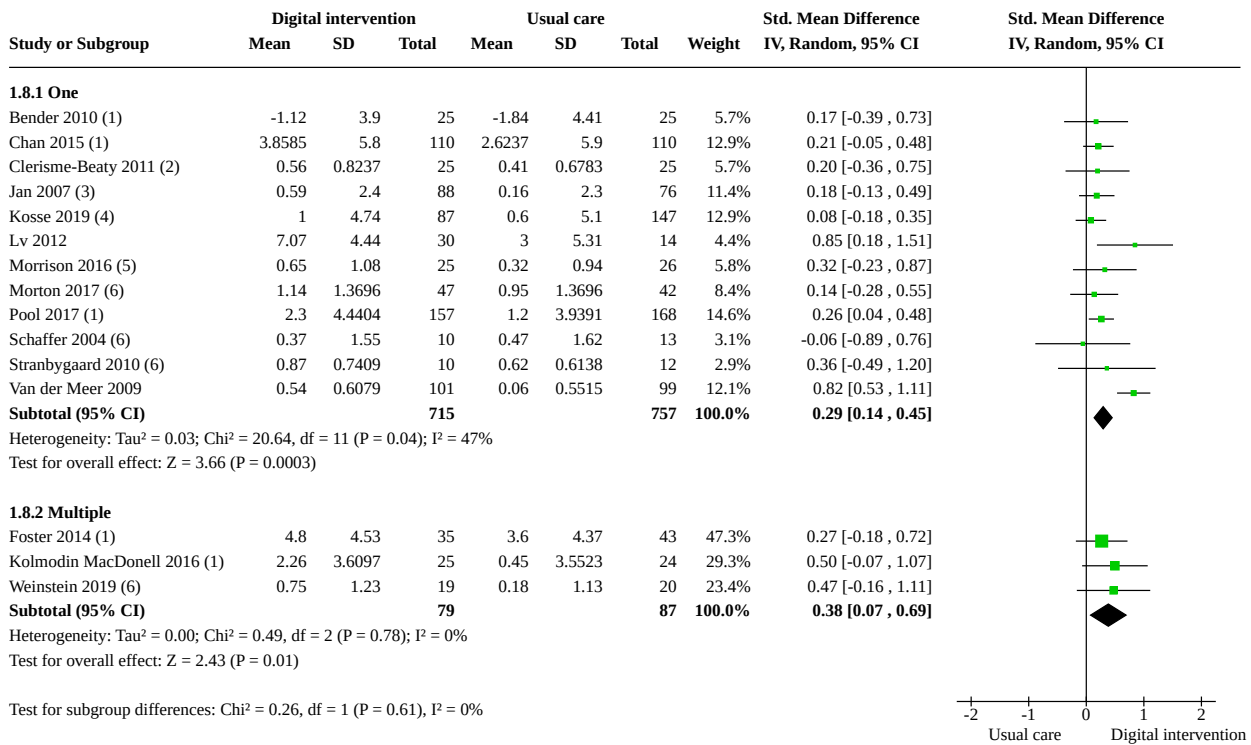 Digital intervention Usual care Std. Mean Difference Std. Mean Difference
Study or Subgroup Mean SD Total Mean SD Total Weight IV, Random, 95% CI IV, Random, 95% CI
1.8.1 One
Bender 2010 (1) -1.12 3.9 25 -1.84 4.41 25 5.7% 0.17 [-0.39 , 0.73]
Chan 2015 (1) 3.8585 5.8 110 2.6237 5.9 110 12.9% 0.21 [-0.05 , 0.48]
Clerisme-Beaty 2011 (2) 0.56 0.8237 25 0.41 0.6783 25 5.7% 0.20 [-0.36 , 0.75]
Jan 2007 (3) 0.59 2.4 88 0.16 2.3 76 11.4% 0.18 [-0.13 , 0.49]
Kosse 2019 (4) 1 4.74 87 0.6 5.1 147 12.9% 0.08 [-0.18 , 0.35]
Lv 2012 7.07 4.44 30 3 5.31 14 4.4% 0.85 [0.18 , 1.51]
Morrison 2016 (5) 0.65 1.08 25 0.32 0.94 26 5.8% 0.32 [-0.23 , 0.87]
Morton 2017 (6) 1.14 1.3696 47 0.95 1.3696 42 8.4% 0.14 [-0.28 , 0.55]
Pool 2017 (1) 2.3 4.4404 157 1.2 3.9391 168 14.6% 0.26 [0.04 , 0.48]
Schaffer 2004 (6) 0.37 1.55 10 0.47 1.62 13 3.1% -0.06 [-0.89 , 0.76]
Stranbygaard 2010 (6) 0.87 0.7409 10 0.62 0.6138 12 2.9% 0.36 [-0.49 , 1.20]
Van der Meer 2009 0.54 0.6079 101 0.06 0.5515 99 12.1% 0.82 [0.53 , 1.11]
Subtotal (95% CI) 715 757 100.0% 0.29 [0.14 , 0.45]
Heterogeneity: Tau² = 0.03; Chi² = 20.64, df = 11 (P = 0.04); I² = 47%
Test for overall effect: Z = 3.66 (P = 0.0003)
1.8.2 Multiple
Foster 2014 (1) 4.8 4.53 35 3.6 4.37 43 47.3% 0.27 [-0.18 , 0.72]
Kolmodin MacDonell 2016 (1) 2.26 3.6097 25 0.45 3.5523 24 29.3% 0.50 [-0.07 , 1.07]
Weinstein 2019 (6) 0.75 1.23 19 0.18 1.13 20 23.4% 0.47 [-0.16 , 1.11]
Subtotal (95% CI) 79 87 100.0% 0.38 [0.07 , 0.69]
Heterogeneity: Tau² = 0.00; Chi² = 0.49, df = 2 (P = 0.78); I² = 0%
Test for overall effect: Z = 2.43 (P = 0.01)
Test for subgroup differences: Chi² = 0.26, df = 1 (P = 0.61), I² = 0%
-2 -1 0 1 2
Usual care Digital intervention